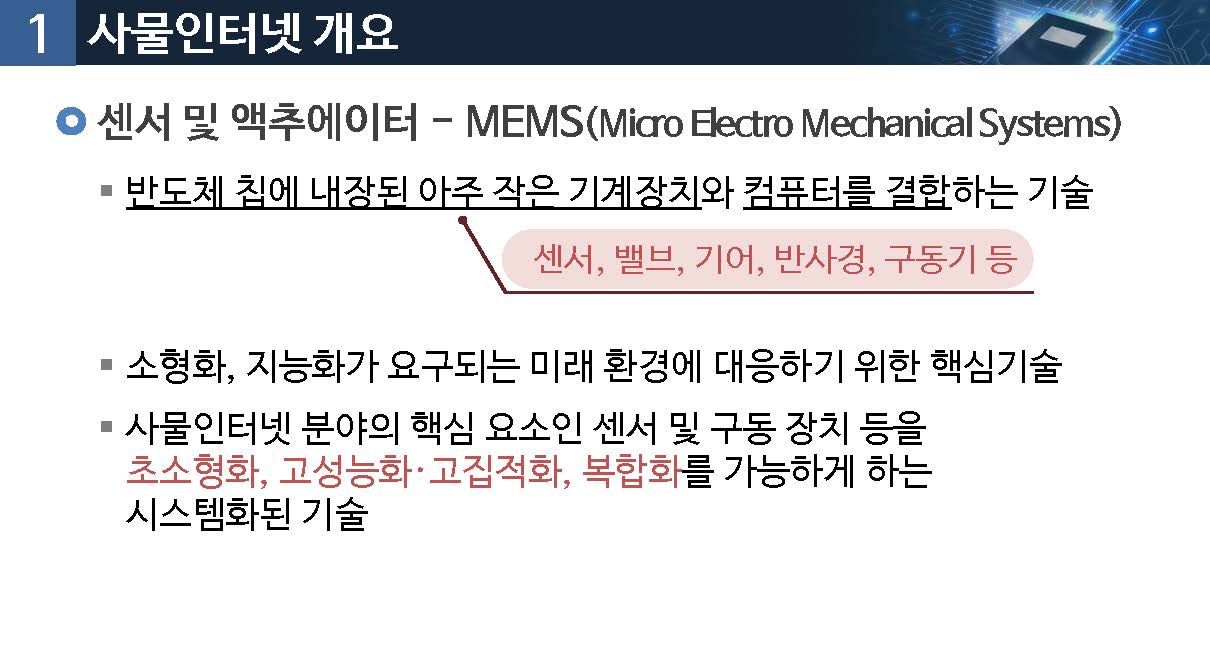 1 사물인터넷 개요
센서 및 액추에이터 - MEMS(Micro Electro Mechanical Systems)
반도체 칩에 내장된 아주 작은 기계장치와 컴퓨터를 결합하는 기술
센서, 밸브, 기어, 반사경, 구동기 등
소형화, 지능화가 요구되는 미래 환경에 대응하기 위한 핵심기술
사물인터넷 분야의 핵심 요소인 센서 및 구동 장치 등을
초소형화, 고성능화·고집적화, 복합화를 가능하게 하는
시스템화된 기술